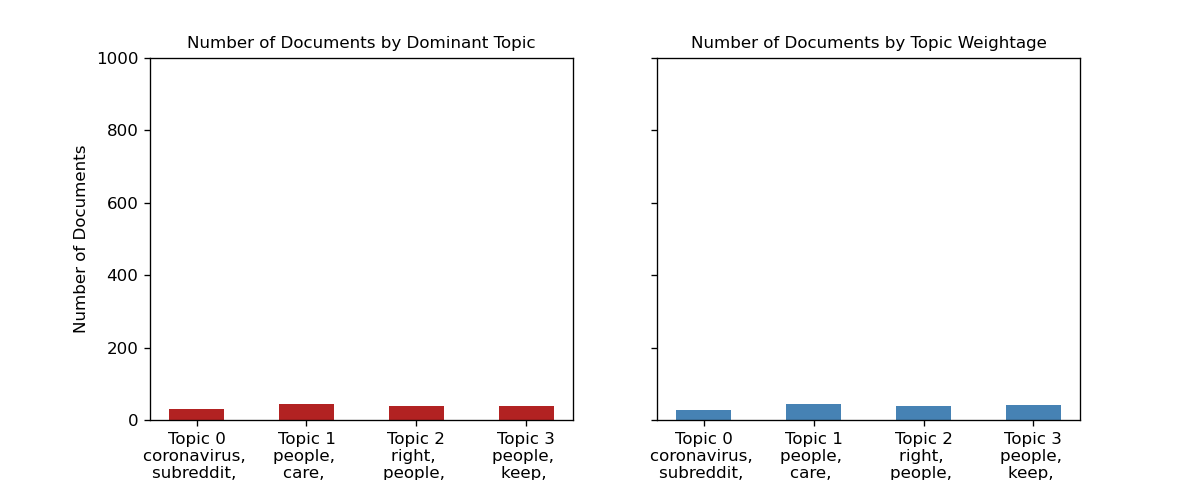 Number of Documents by Dominant Topic
Number of Documents
1000
800
600
400
200
0
Topic 0
coronavirus,
subreddit,
Topic 1
people,
care,
Topic 2
right,
people,
Topic 3
people,
keep,
Number of Documents by Topic Weightage
Topic 0
coronavirus,
subreddit,
Topic 1
people,
care,
Topic 2
right,
people,
Topic 3
people,
keep,